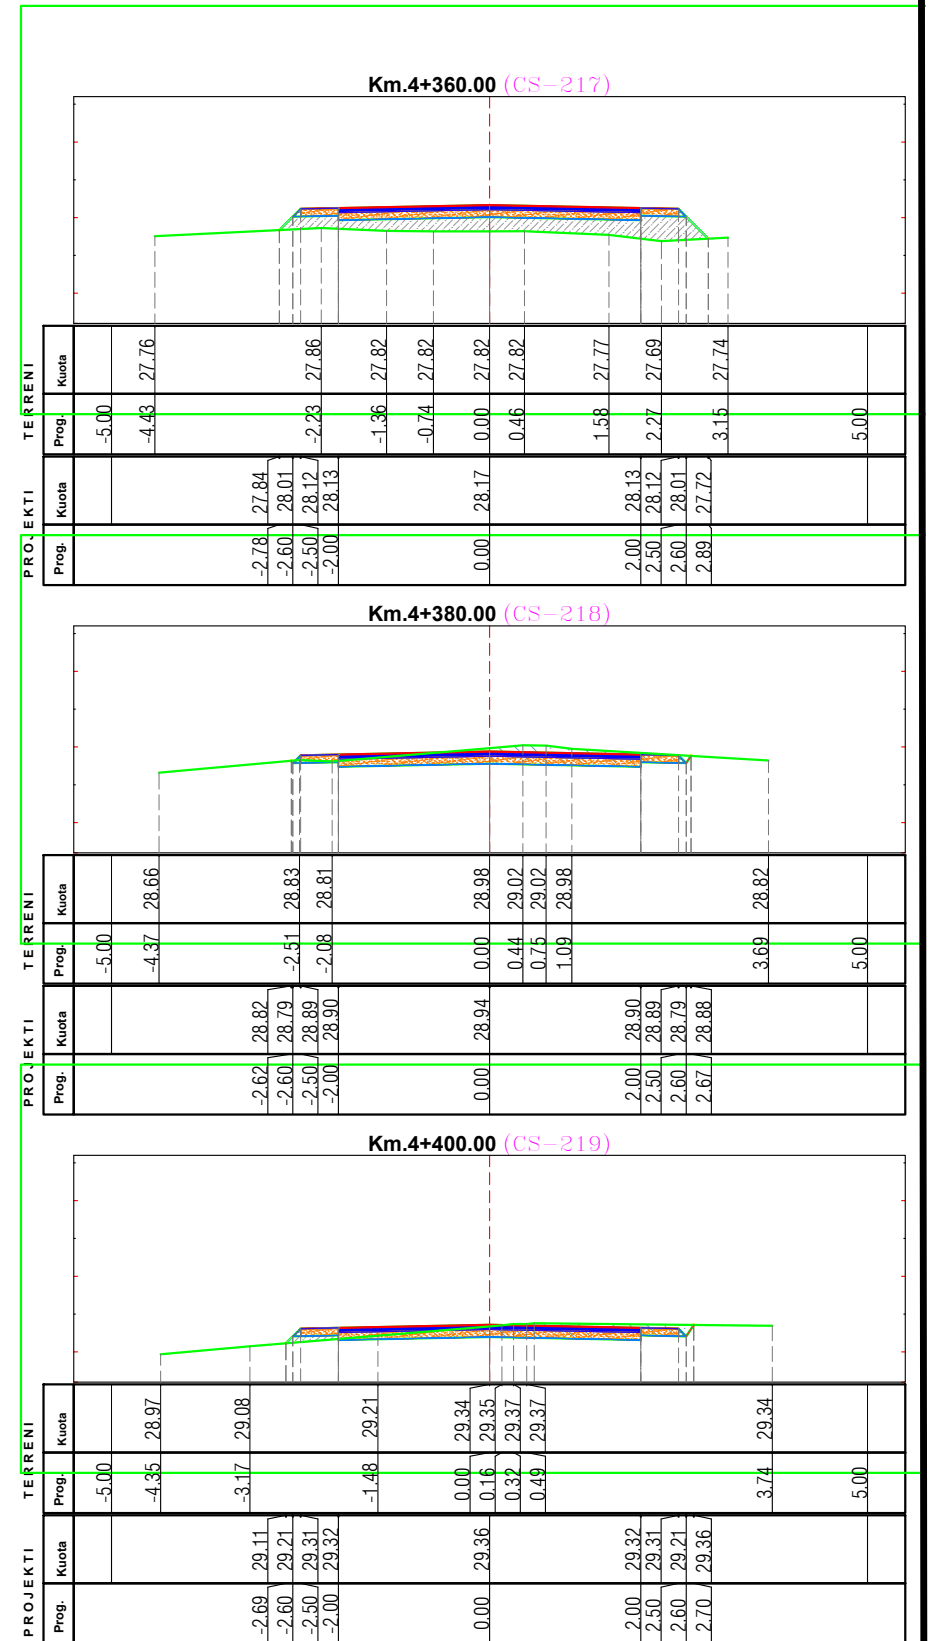 Km.4+360.00 (CS-217)
TERRENI
Kuota 27.76 27.86 27.82 27.82 27.82 27.82 27.77 27.69 27.74
Prog. -5.00 -4.43 -2.23 -1.36 -0.74 0.00 0.46 1.58 2.27 3.15 5.00
PROJEKTI
Kuota 27.84 28.01 28.12 28.13 28.17 28.13 28.12 28.01 27.72
Prog. -2.78 -2.60 -2.50 -2.00 0.00 2.00 2.50 2.60 2.89
Km.4+380.00 (CS-218)
TERRENI
Kuota 28.66 28.83 28.81 28.98 29.02 29.02 28.98 28.82
Prog. -5.00 -4.37 -2.51 -2.08 0.00 0.44 0.75 1.09 3.69 5.00
PROJEKTI
Kuota 28.82 28.79 28.89 28.90 28.94 28.90 28.89 28.79 28.88
Prog. -2.62 -2.60 -2.50 -2.00 0.00 2.00 2.50 2.60 2.67
Km.4+400.00 (CS-219)
TERRENI
Kuota 28.97 29.08 29.21 29.34 29.35 29.37 29.37 29.34
Prog. -5.00 -4.35 -3.17 -1.48 0.00 0.16 0.32 0.49 3.74 5.00
PROJEKTI
Kuota 29.11 29.21 29.31 29.32 29.36 29.32 29.31 29.21 29.36
Prog. -2.69 -2.60 -2.50 -2.00 0.00 2.00 2.50 2.60 2.70